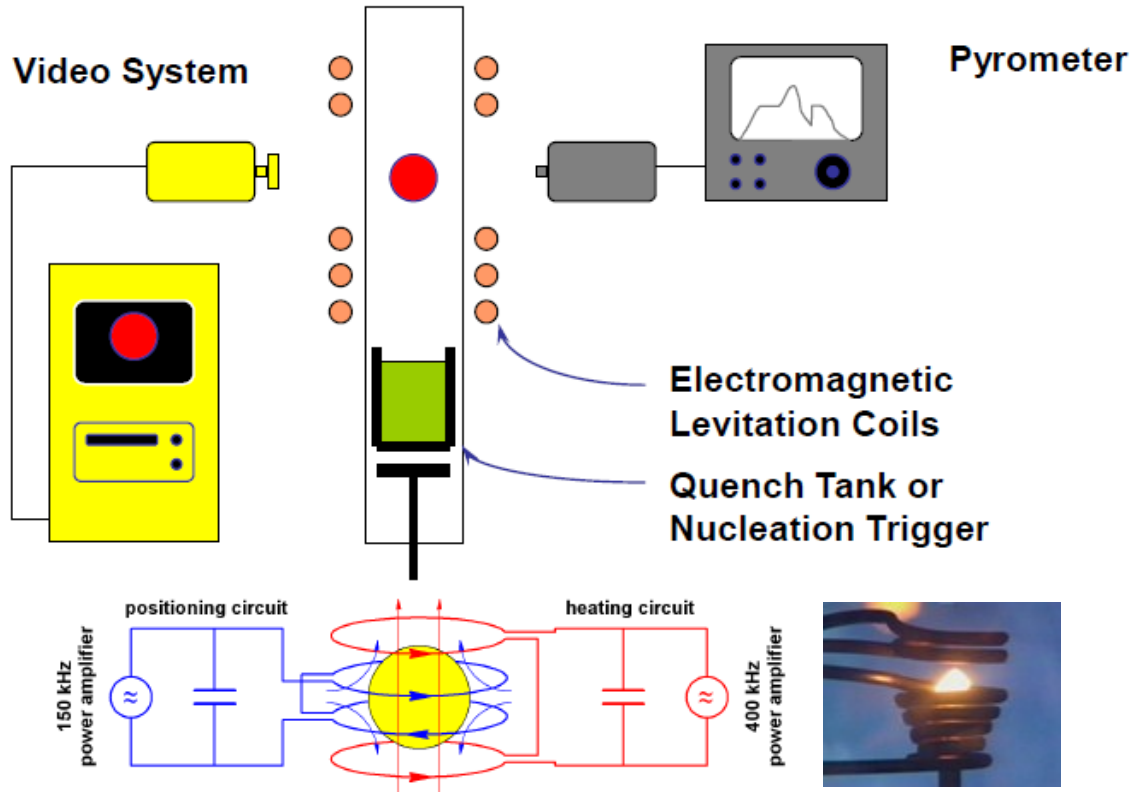 Video System
Pyrometer
Electromagnetic
Levitation Coils
Quench Tank or
Nucleation Trigger
positioning circuit
heating circuit
150 kHz
power amplifier
≈
≈
400 kHz
power amplifier